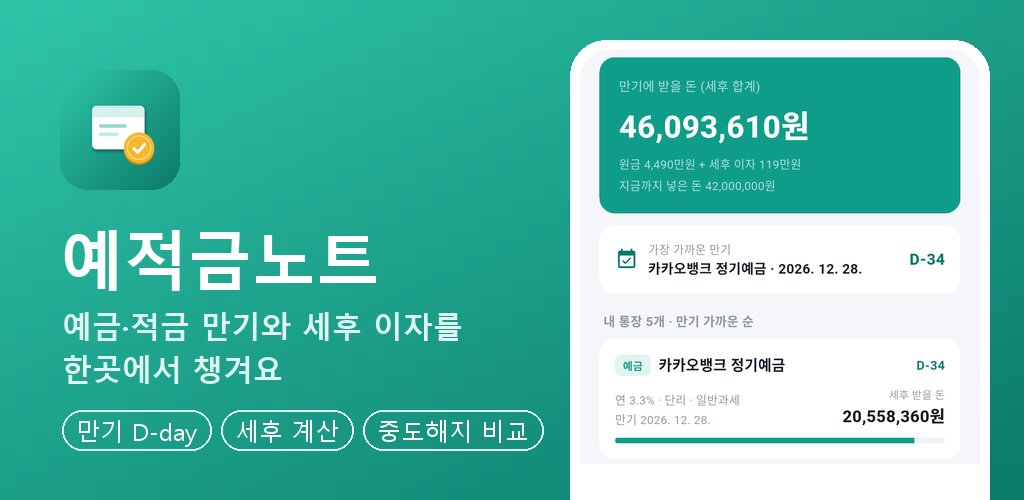 예적금노트
예금·적금 만기와 세후 이자를
한곳에서 챙겨요
만기 D-day
세후 계산
중도해지 비교
만기에 받을 돈 (세후 합계)
46,093,610원
원금 4,490만원 + 세후 이자 119만원
지금까지 넣은 돈 42,000,000원
가장 가까운 만기
카카오뱅크 정기예금 · 2026. 12. 28.
D-34
내 통장 5개 · 만기 가까운 순
예금 카카오뱅크 정기예금
D-34
연 3.3% · 단리 · 일반과세
만기 2026. 12. 28.
세후 받을 돈
20,558,360원